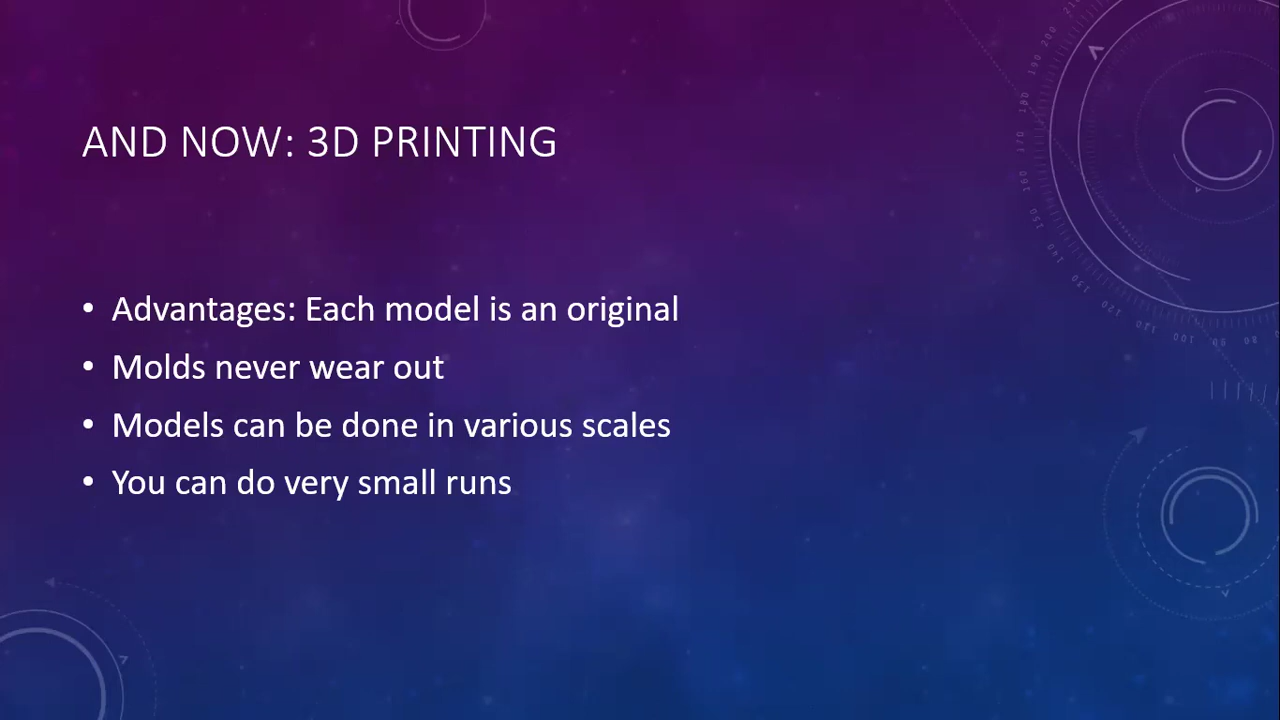 AND NOW: 3D PRINTING
• Advantages: Each model is an original
• Molds never wear out
• Models can be done in various scales
• You can do very small runs